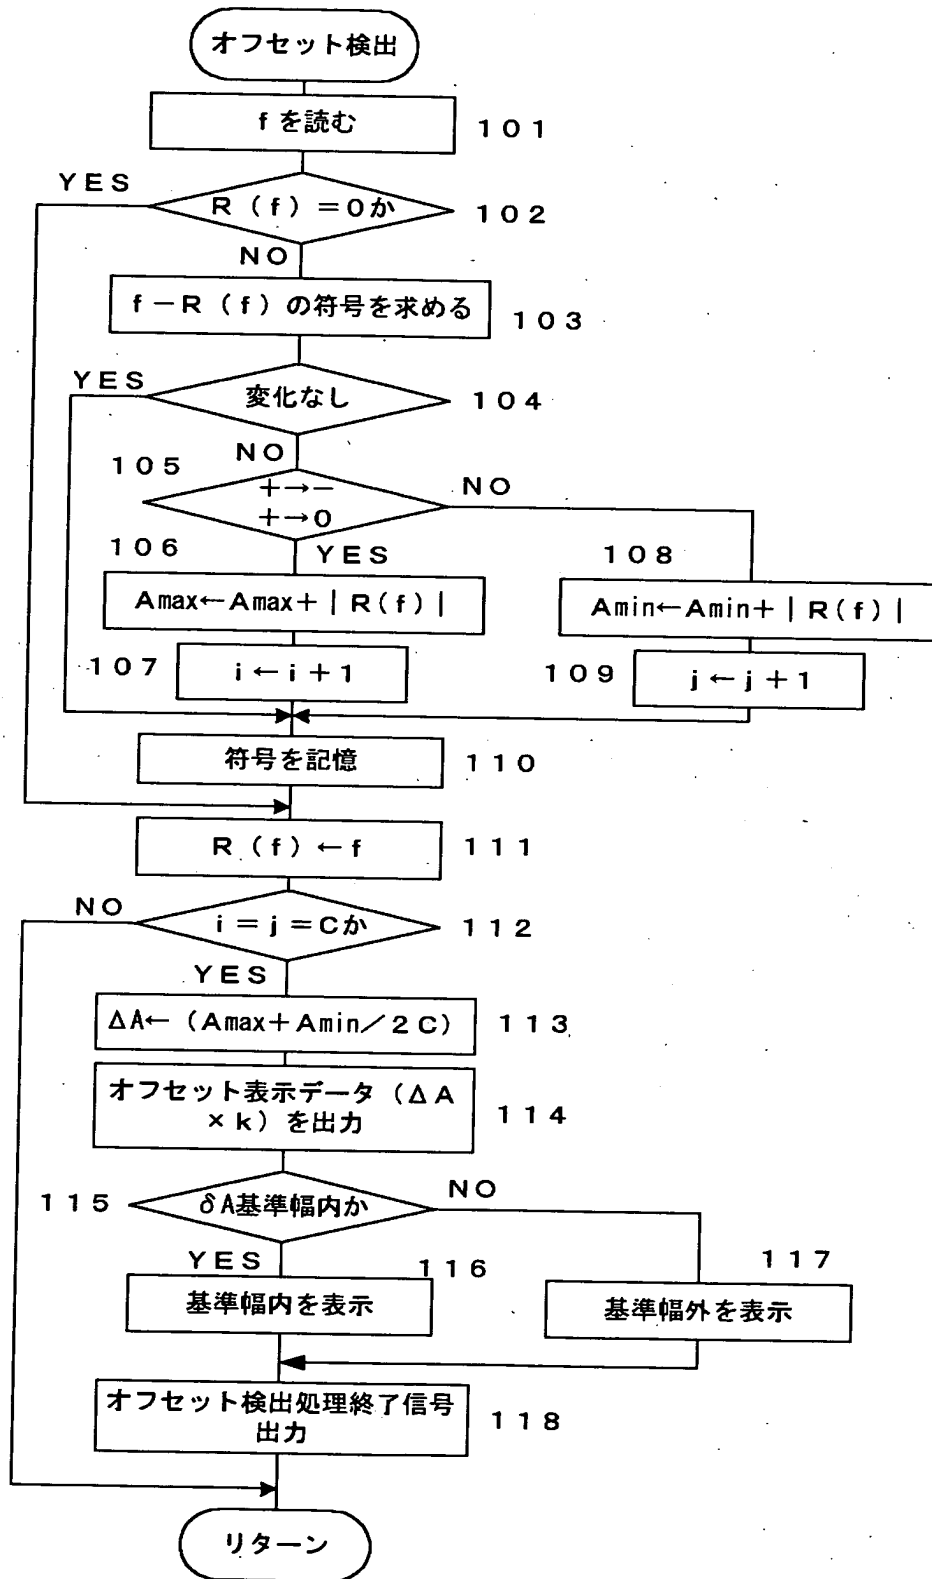 オフセット検出
fを読む
101
YES
R(f)=0か
102
NO
f-R(f)の符号を求める
103
YES
変化なし
104
NO
105
+→-
+→0
NO
106
YES
108
Amax←Amax+|R(f)|
Amin←Amin+|R(f)|
107
i←i+1
109
j←j+1
符号を記憶
110
R(f)←f
111
NO
i=j=Cか
112
YES
ΔA←(Amax+Amin/2C)
113
オフセット表示データ(ΔA
×k)を出力
114
115
δA基準幅内か
NO
YES
116
117
基準幅内を表示
基準幅外を表示
オフセット検出処理終了信号
出力
118
リターン